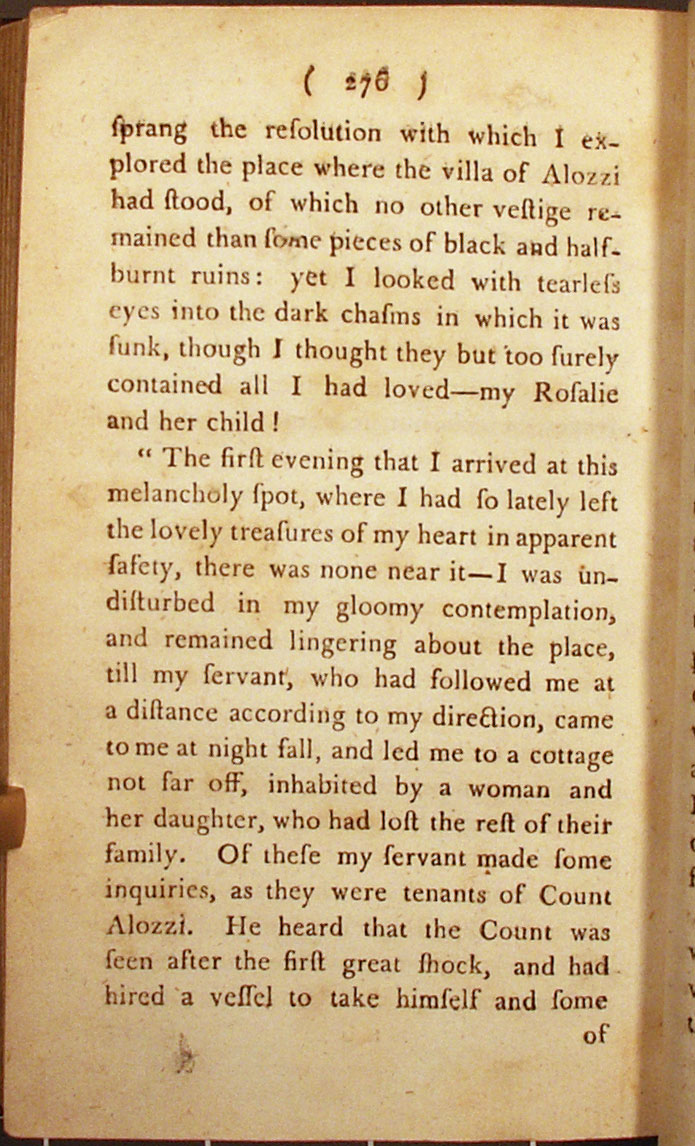 ( 276 )
ſprang the reſolution with which I ex-
plored the place where the villa of Alozzi
had ſtood, of which no other veſtige re-
mained than ſome pieces of black and half-
burnt ruins: yet I looked with tearleſs
eyes into the dark chaſms in which it was
ſunk, though I thought they but too ſurely
contained all I had loved—my Roſalie
and her child!
“ The firſt evening that I arrived at this
melancholy ſpot, where I had ſo lately left
the lovely treaſures of my heart in apparent
ſafety, there was none near it—I was un-
diſturbed in my gloomy contemplation,
and remained lingering about the place,
till my ſervant, who had followed me at
a diſtance according to my direction, came
to me at night fall, and led me to a cottage
not far off, inhabited by a woman and
her daughter, who had loſt the reſt of their
family. Of theſe my ſervant made ſome
inquiries, as they were tenants of Count
Alozzi. He heard that the Count was
ſeen after the firſt great ſhock, and had
hired a veſſel to take himſelf and ſome
of